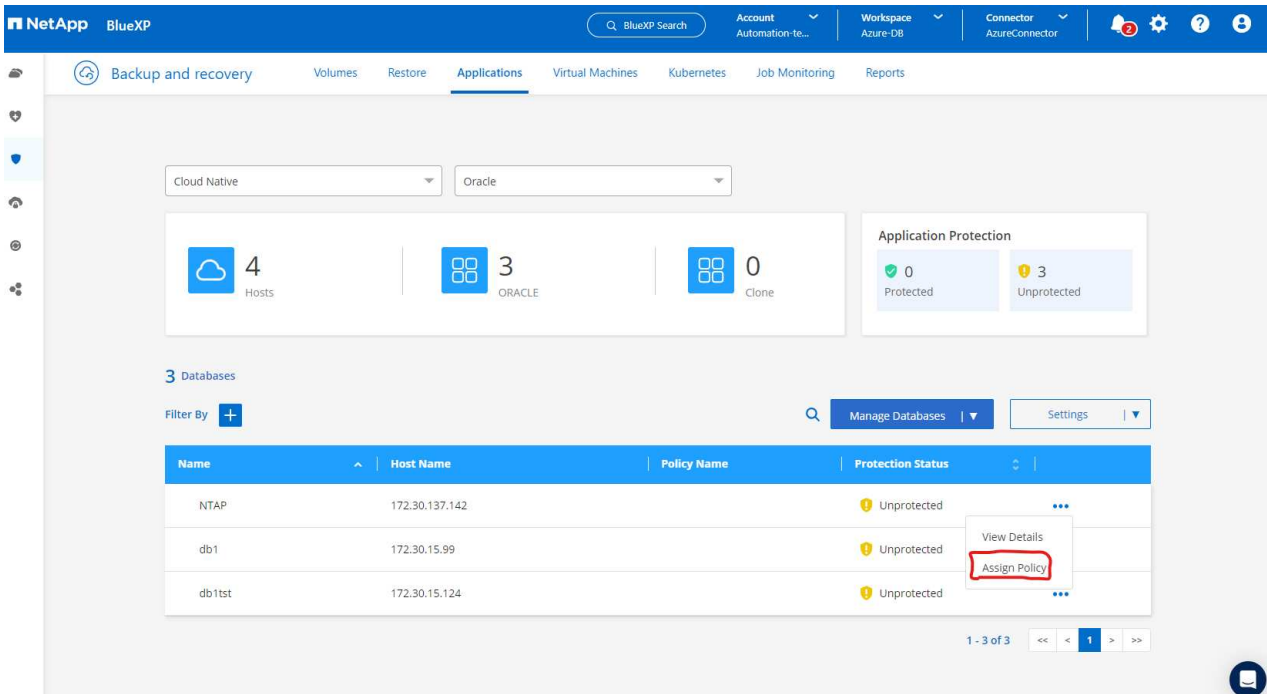 NetApp BlueXP BlueXP Search Account Automation-te... Workspace Azure-DB Connector AzureConnector 2
Backup and recovery Volumes Restore Applications Virtual Machines Kubernetes Job Monitoring Reports
Cloud Native Oracle
Application Protection
4 Hosts 3 ORACLE 0 Clone 0 Protected 3 Unprotected
3 Databases
Filter By + Manage Databases Settings
Name Host Name Policy Name Protection Status
NTAP 172.30.137.142 Unprotected
View Details
db1 172.30.15.99 Unprotected
Assign Policy
db1tst 172.30.15.124 Unprotected
1 - 3 of 3 << < 1 > >>